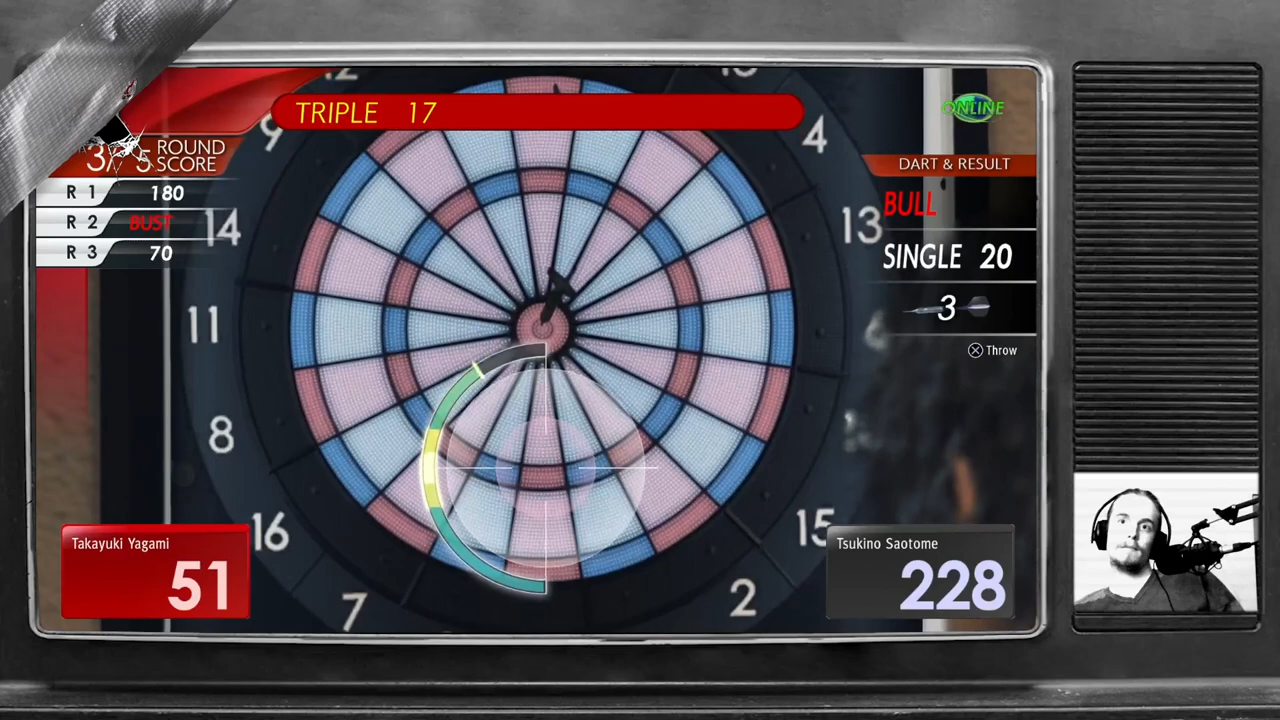 TRIPLE 17
ONLINE
3/5 ROUND SCORE
R 1 180
R 2 BUST
R 3 70
DART & RESULT
BULL
SINGLE 20
3
Throw
9
4
14
13
11
8
16
15
7
2
Takayuki Yagami
51
Tsukino Saotome
228